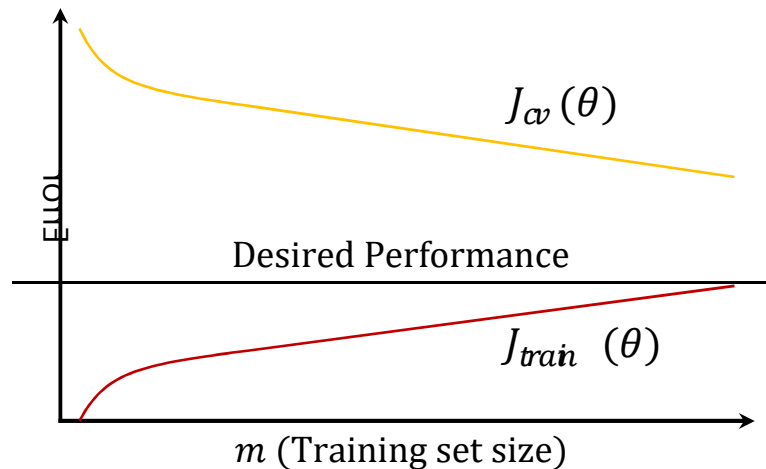 J_cv (θ)
Error
Desired Performance
J_train (θ)
m (Training set size)